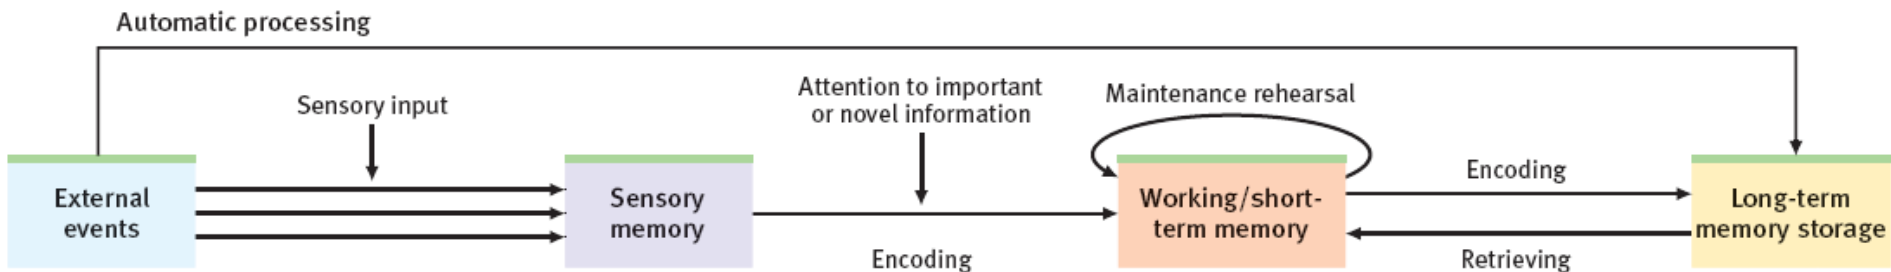 Automatic processing
Sensory input
Attention to important
or novel information
Maintenance rehearsal
External
events
Sensory
memory
Encoding
Working/short-
term memory
Encoding
Retrieving
Long-term
memory storage